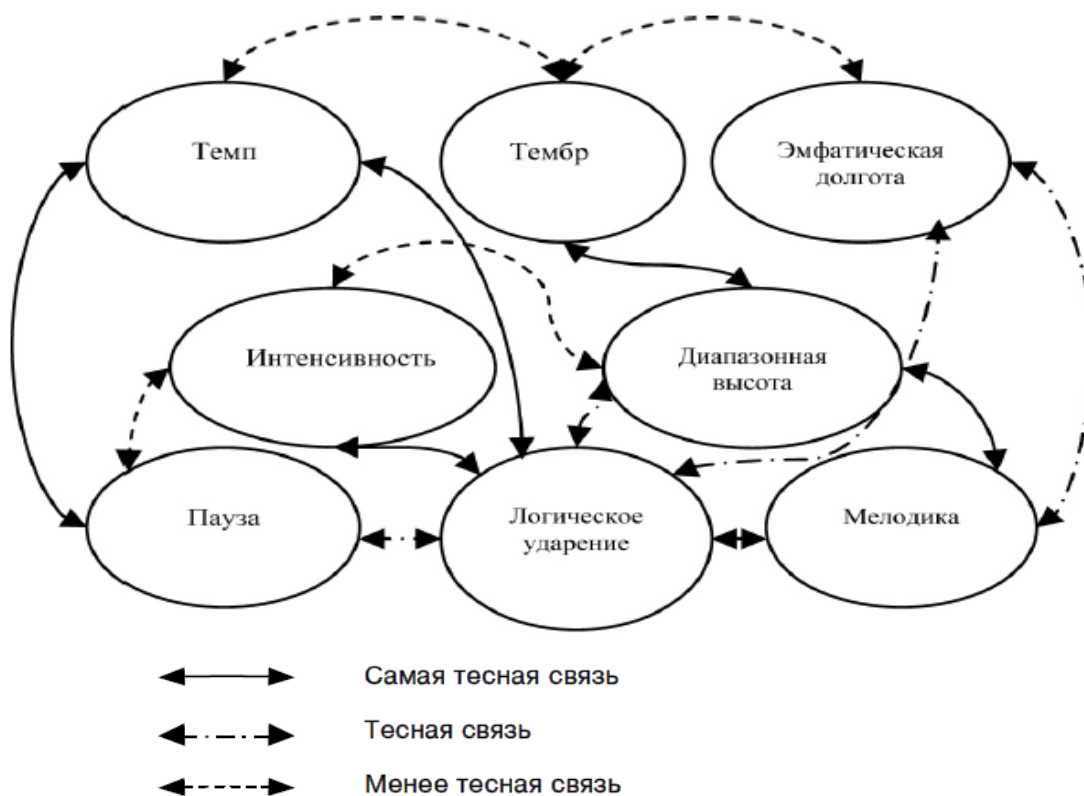 Темп
Тембр
Эмфатическая
долгота
Интенсивность
Диапазонная
высота
Пауза
Логическое
ударение
Мелодика
Самая тесная связь
Тесная связь
Менее тесная связь